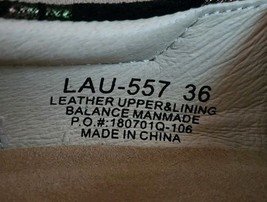 LAU-557 36
LEATHER UPPER&LINING
BALANCE MANMADE
P.O.#:180701Q-106
MADE IN CHINA